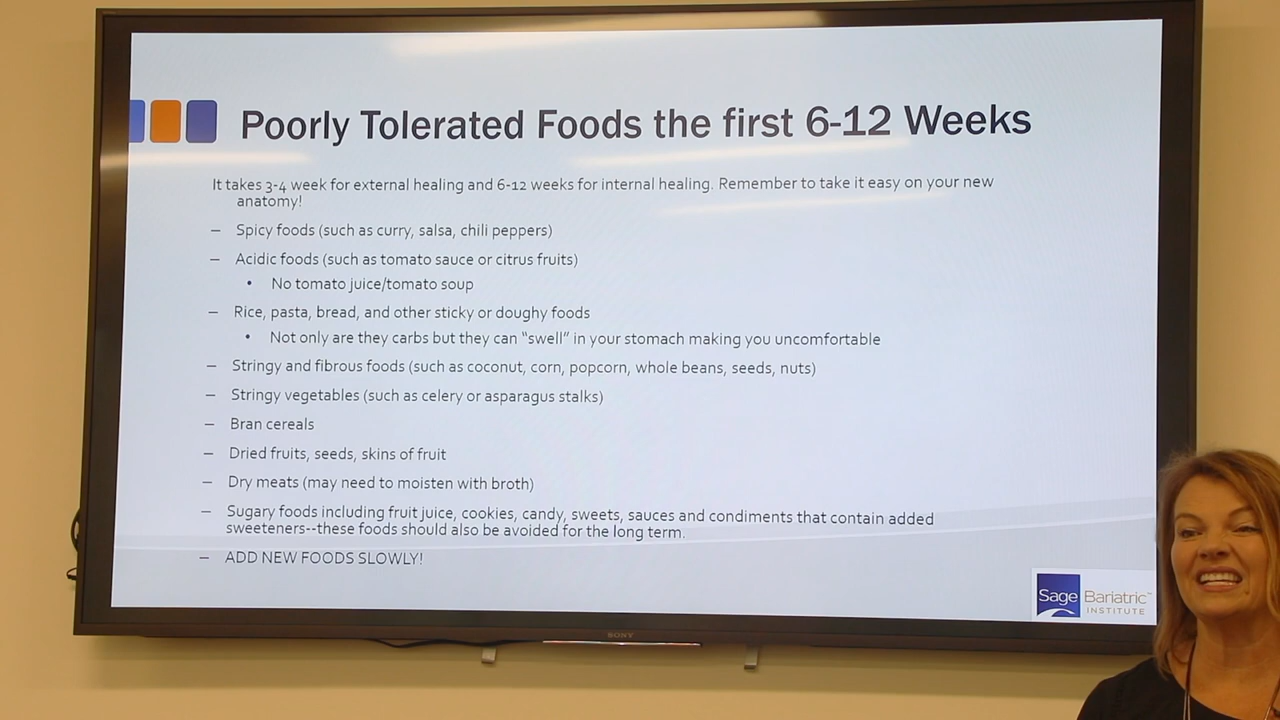 Poorly Tolerated Foods the first 6-12 Weeks
It takes 3-4 week for external healing and 6-12 weeks for internal healing. Remember to take it easy on your new
anatomy!
– Spicy foods (such as curry, salsa, chili peppers)
– Acidic foods (such as tomato sauce or citrus fruits)
• No tomato juice/tomato soup
– Rice, pasta, bread, and other sticky or doughy foods
• Not only are they carbs but they can "swell" in your stomach making you uncomfortable
– Stringy and fibrous foods (such as coconut, corn, popcorn, whole beans, seeds, nuts)
– Stringy vegetables (such as celery or asparagus stalks)
– Bran cereals
– Dried fruits, seeds, skins of fruit
– Dry meats (may need to moisten with broth)
– Sugary foods including fruit juice, cookies, candy, sweets, sauces and condiments that contain added
sweeteners--these foods should also be avoided for the long term.
– ADD NEW FOODS SLOWLY!
Sage Bariatric™
INSTITUTE
SONY